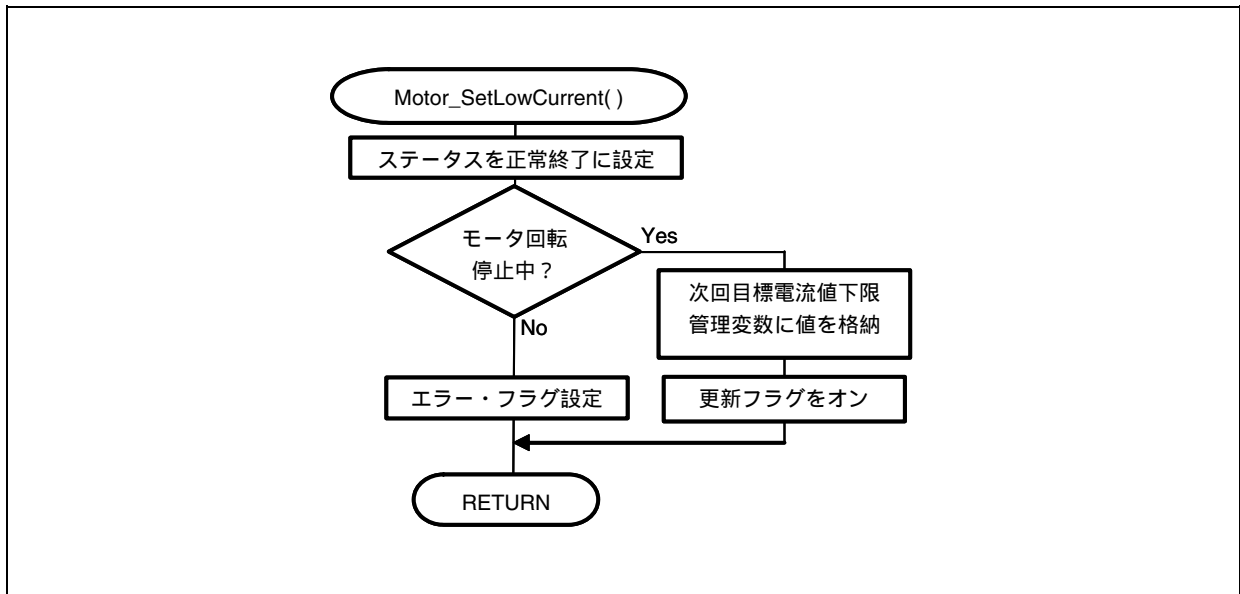 Motor_SetLowCurrent( )
ステータスを正常終了に設定
モータ回転
停止中？
Yes
次回目標電流値下限
管理変数に値を格納
No
エラー・フラグ設定
更新フラグをオン
RETURN